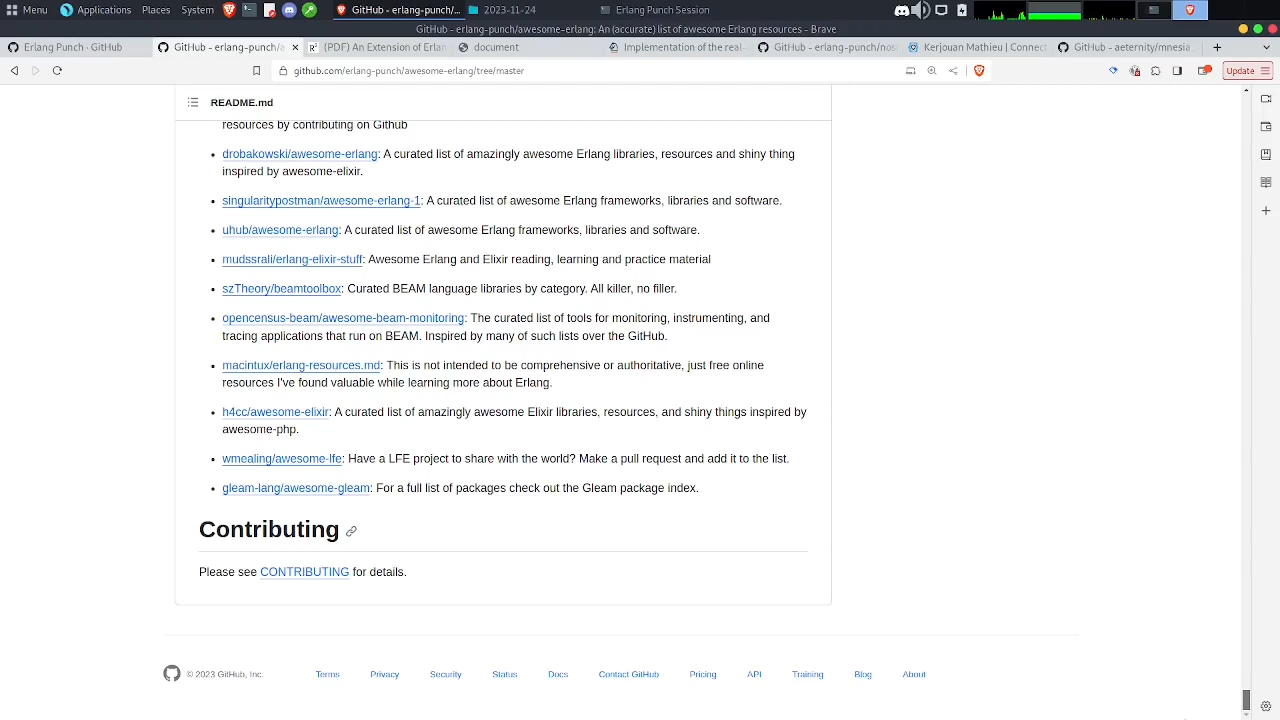 Menu Applications Places System GitHub - erlang-punch/... 2023-11-24 Erlang Punch Session
GitHub - erlang-punch/awesome-erlang: An (accurate) list of awesome Erlang resources - Brave
Erlang Punch · GitHub GitHub - erlang-punch/a (PDF) An Extension of Erlan document Implementation of the real- GitHub - erlang-punch/nosl Kerjouan Mathieu | Connect GitHub - aeternity/mnesia
github.com/erlang-punch/awesome-erlang/tree/master Update
README.md
resources by contributing on Github
drobakowski/awesome-erlang: A curated list of amazingly awesome Erlang libraries, resources and shiny thing
inspired by awesome-elixir.
singularitypostman/awesome-erlang-1: A curated list of awesome Erlang frameworks, libraries and software.
uhub/awesome-erlang: A curated list of awesome Erlang frameworks, libraries and software.
mudssrali/erlang-elixir-stuff: Awesome Erlang and Elixir reading, learning and practice material
szTheory/beamtoolbox: Curated BEAM language libraries by category. All killer, no filler.
opencensus-beam/awesome-beam-monitoring: The curated list of tools for monitoring, instrumenting, and
tracing applications that run on BEAM. Inspired by many of such lists over the GitHub.
macintux/erlang-resources.md: This is not intended to be comprehensive or authoritative, just free online
resources I've found valuable while learning more about Erlang.
h4cc/awesome-elixir: A curated list of amazingly awesome Elixir libraries, resources, and shiny things inspired by
awesome-php.
wmealing/awesome-lfe: Have a LFE project to share with the world? Make a pull request and add it to the list.
gleam-lang/awesome-gleam: For a full list of packages check out the Gleam package index.
Contributing
Please see CONTRIBUTING for details.
© 2023 GitHub, Inc. Terms Privacy Security Status Docs Contact GitHub Pricing API Training Blog About